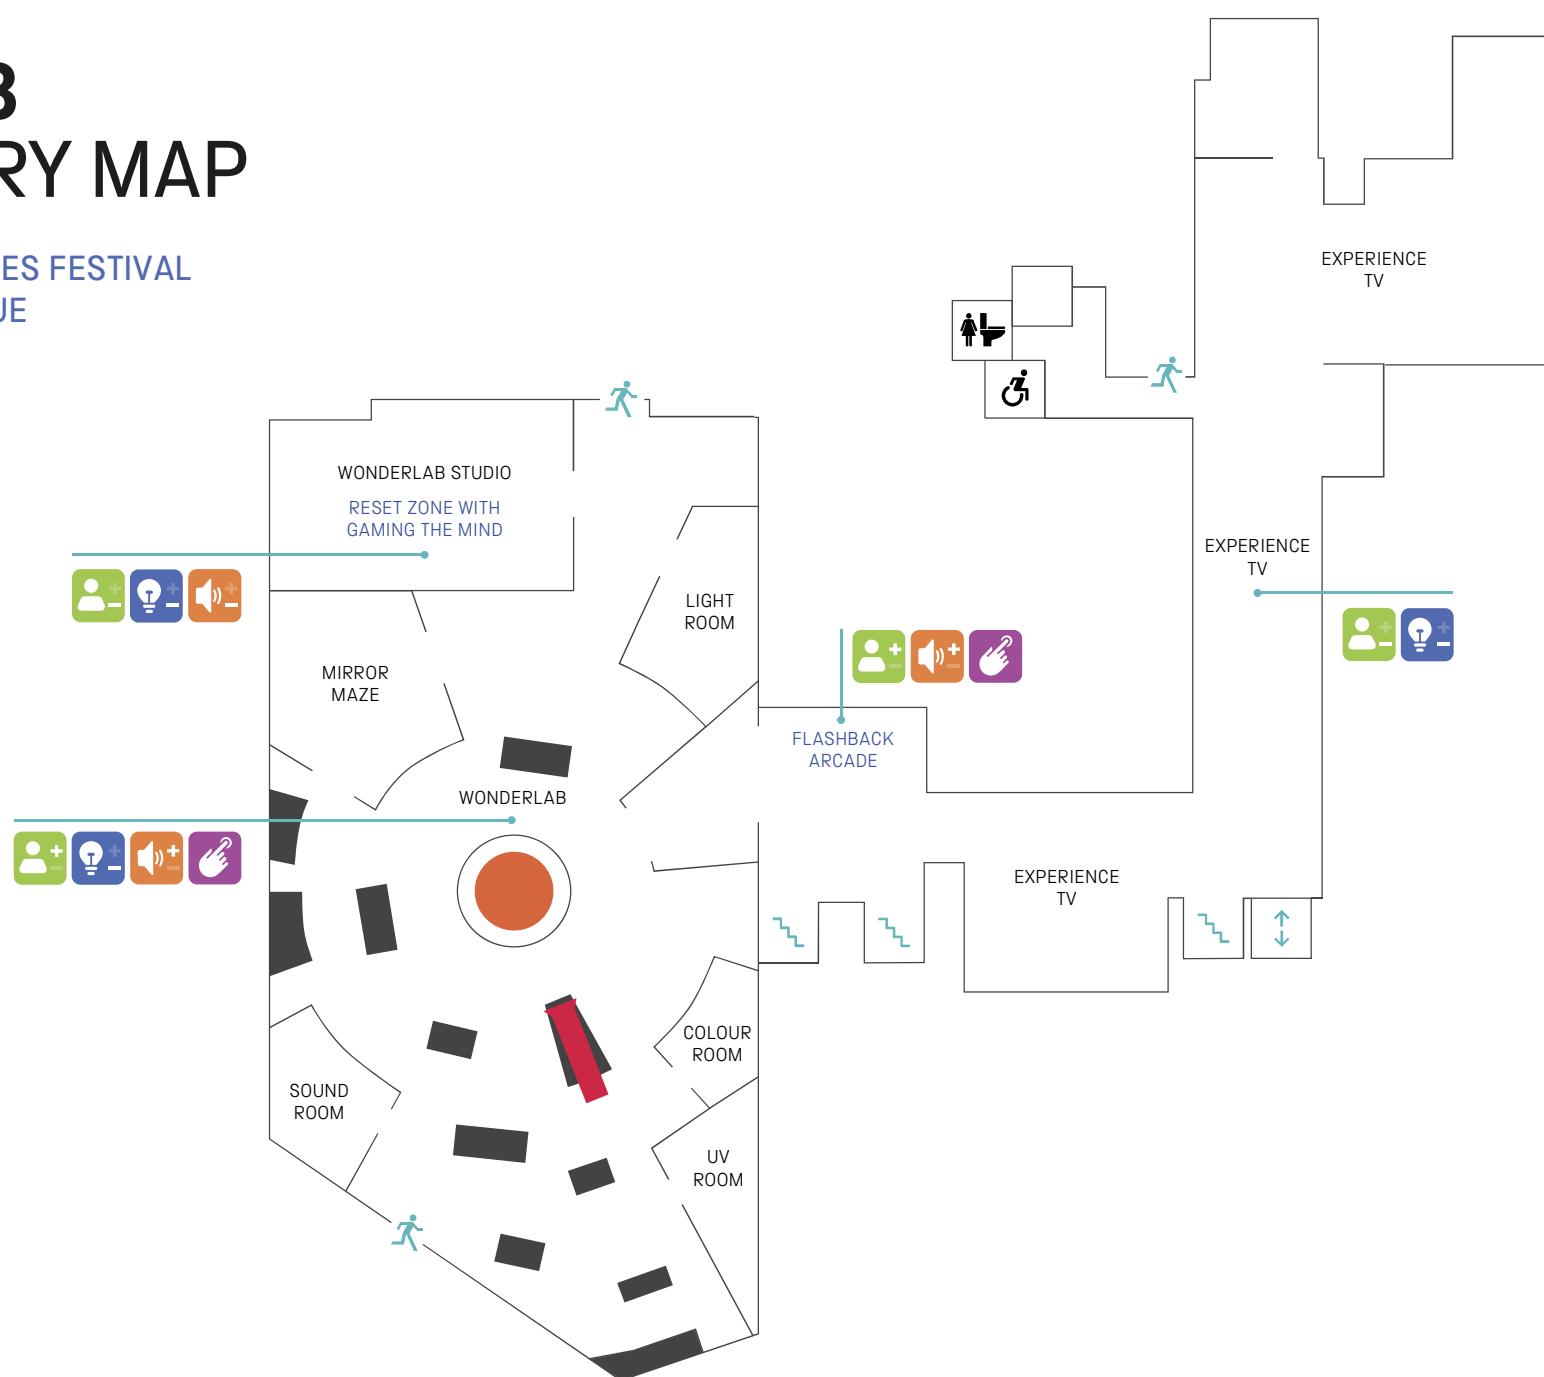 B
RY MAP
ES FESTIVAL
UE
EXPERIENCE
TV
WONDERLAB STUDIO
RESET ZONE WITH
GAMING THE MIND
EXPERIENCE
TV
LIGHT
ROOM
MIRROR
MAZE
FLASHBACK
ARCADE
WONDERLAB
EXPERIENCE
TV
COLOUR
ROOM
SOUND
ROOM
UV
ROOM